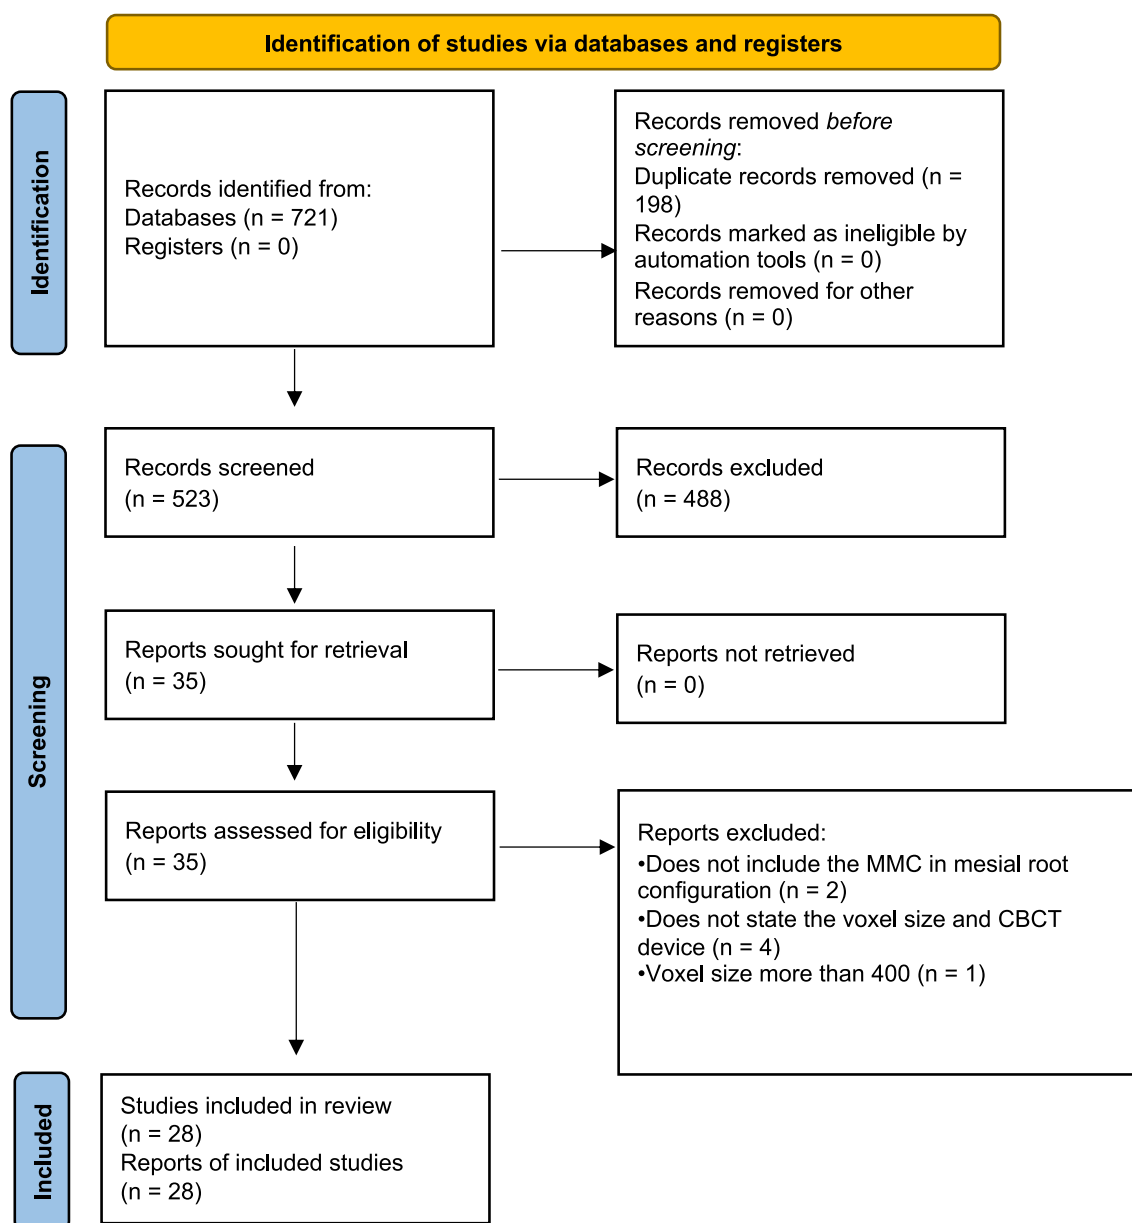 Identification of studies via databases and registers
Identification
Records identified from:
Databases (n = 721)
Registers (n = 0)
Records removed before
screening:
Duplicate records removed (n =
198)
Records marked as ineligible by
automation tools (n = 0)
Records removed for other
reasons (n = 0)
Screening
Records screened
(n = 523)
Records excluded
(n = 488)
Reports sought for retrieval
(n = 35)
Reports not retrieved
(n = 0)
Reports assessed for eligibility
(n = 35)
Reports excluded:
•Does not include the MMC in mesial root
configuration (n = 2)
•Does not state the voxel size and CBCT
device (n = 4)
•Voxel size more than 400 (n = 1)
Included
Studies included in review
(n = 28)
Reports of included studies
(n = 28)